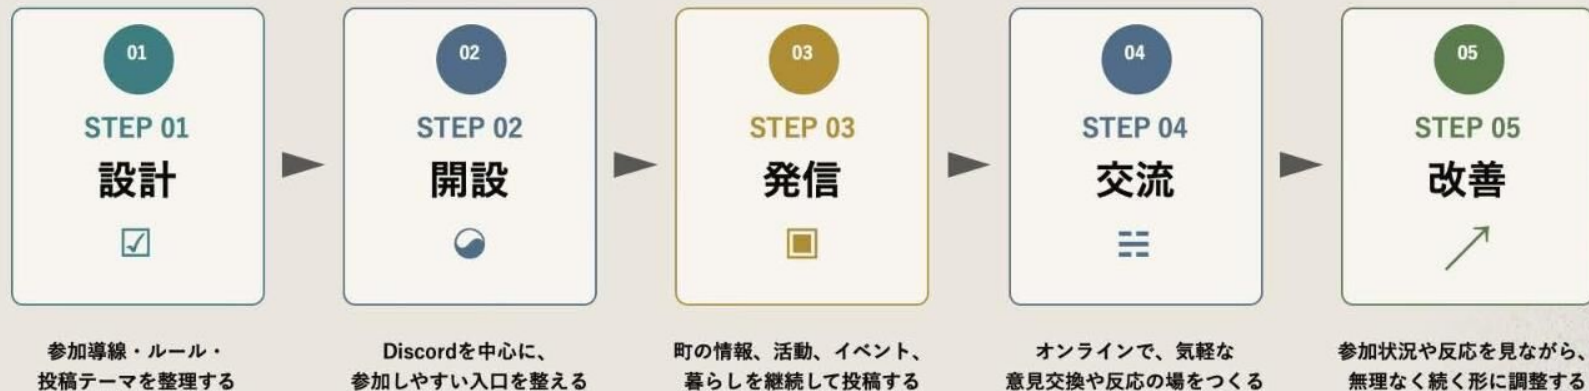 01
STEP 01
設計
参加導線・ルール・
投稿テーマを整理する
02
STEP 02
開設
Discordを中心に、
参加しやすい入口を整える
03
STEP 03
発信
町の情報、活動、イベント、
暮らしを継続して投稿する
04
STEP 04
交流
オンラインで、気軽な
意見交換や反応の場をつくる
05
STEP 05
改善
参加状況や反応を見ながら、
無理なく続く形に調整する